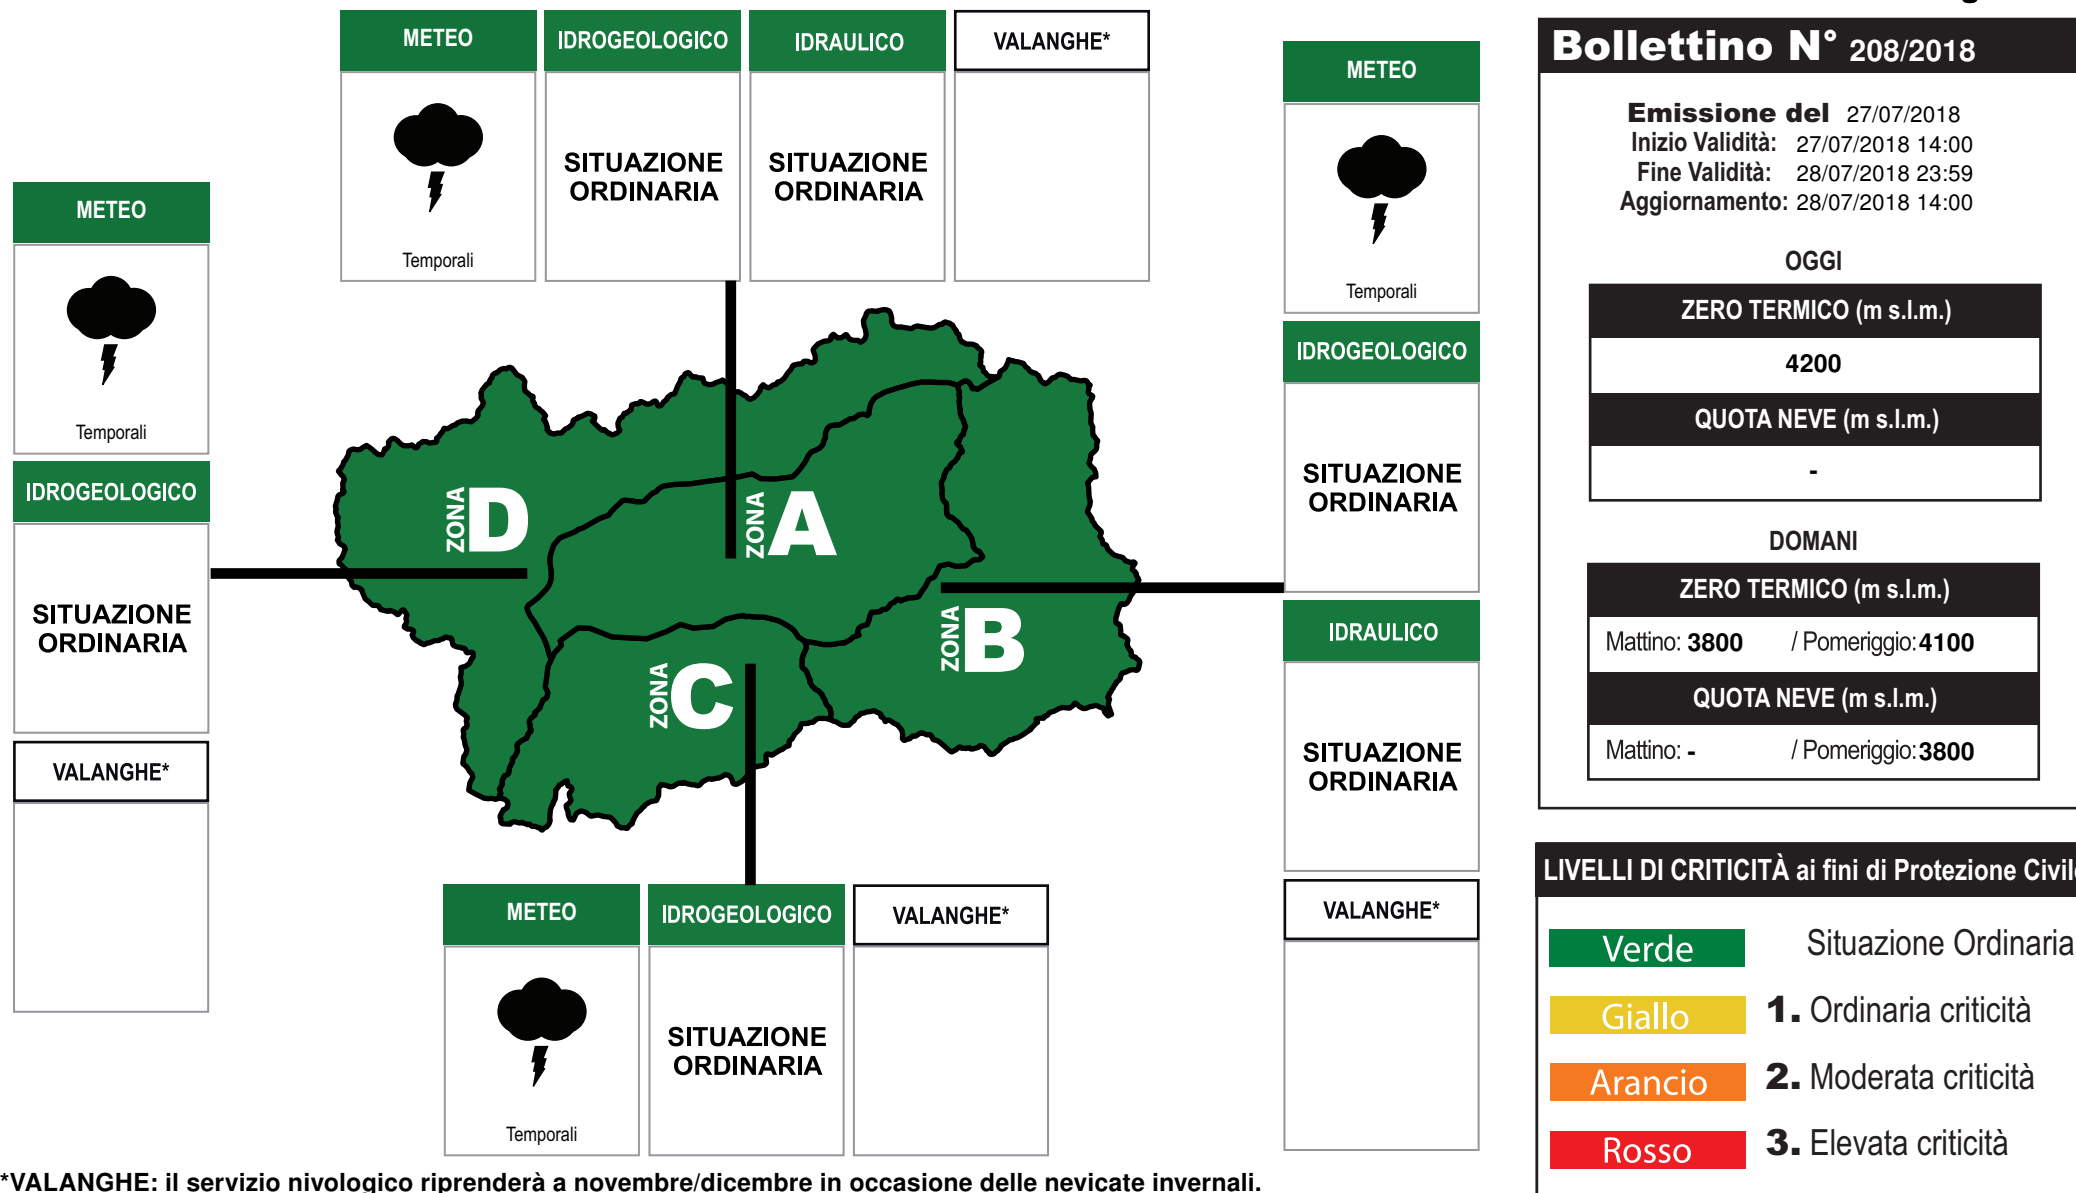 METEO
IDROGEOLOGICO
IDRAULICO
VALANGHE*
Temporali
SITUAZIONE
ORDINARIA
SITUAZIONE
ORDINARIA
METEO
Temporali
IDROGEOLOGICO
SITUAZIONE
ORDINARIA
VALANGHE*
METEO
Temporali
IDROGEOLOGICO
SITUAZIONE
ORDINARIA
IDRAULICO
SITUAZIONE
ORDINARIA
VALANGHE*
ZONA D
ZONA A
ZONA B
ZONA C
METEO
IDROGEOLOGICO
VALANGHE*
Temporali
SITUAZIONE
ORDINARIA
*VALANGHE: il servizio nivologico riprenderà a novembre/dicembre in occasione delle nevicate invernali.
Bollettino N° 208/2018
Emissione del 27/07/2018
Inizio Validità: 27/07/2018 14:00
Fine Validità: 28/07/2018 23:59
Aggiornamento: 28/07/2018 14:00
OGGI
ZERO TERMICO (m s.l.m.)
4200
QUOTA NEVE (m s.l.m.)
-
DOMANI
ZERO TERMICO (m s.l.m.)
Mattino: 3800 / Pomeriggio: 4100
QUOTA NEVE (m s.l.m.)
Mattino: - / Pomeriggio: 3800
LIVELLI DI CRITICITÀ ai fini di Protezione Civile
Verde Situazione Ordinaria
Giallo 1. Ordinaria criticità
Arancio 2. Moderata criticità
Rosso 3. Elevata criticità